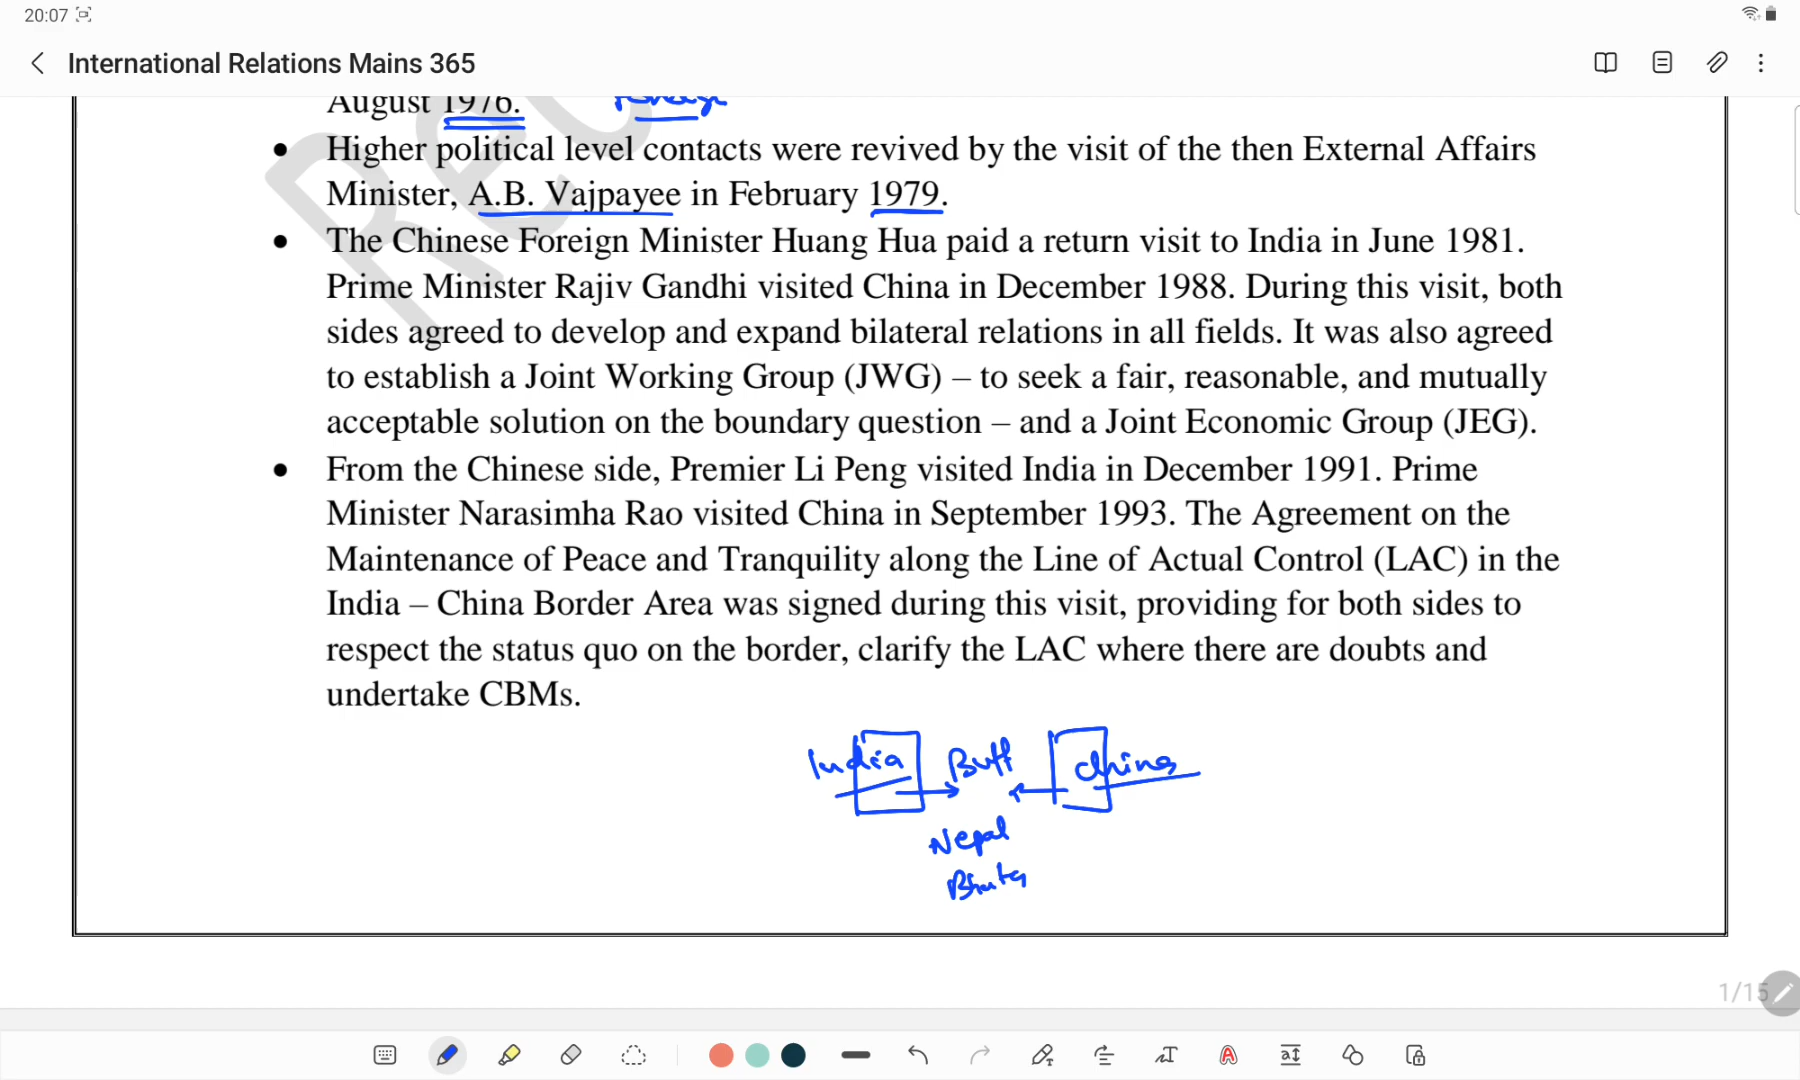 20:07
International Relations Mains 365
August 1976.
Higher political level contacts were revived by the visit of the then External Affairs
Minister, A.B. Vajpayee in February 1979.
The Chinese Foreign Minister Huang Hua paid a return visit to India in June 1981.
Prime Minister Rajiv Gandhi visited China in December 1988. During this visit, both
sides agreed to develop and expand bilateral relations in all fields. It was also agreed
to establish a Joint Working Group (JWG) – to seek a fair, reasonable, and mutually
acceptable solution on the boundary question – and a Joint Economic Group (JEG).
From the Chinese side, Premier Li Peng visited India in December 1991. Prime
Minister Narasimha Rao visited China in September 1993. The Agreement on the
Maintenance of Peace and Tranquility along the Line of Actual Control (LAC) in the
India – China Border Area was signed during this visit, providing for both sides to
respect the status quo on the border, clarify the LAC where there are doubts and
undertake CBMs.
India Buff China
Nepal
1/15